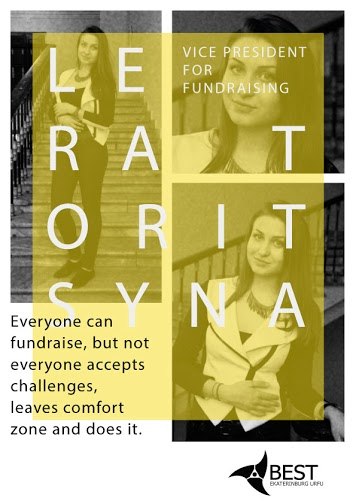 LE
VICE PRESIDENT
FOR
FUNDRAISING
RA T
ORIT
SYNA
Everyone can
fundraise, but not
everyone accepts
challenges,
leaves comfort
zone and does it.
BEST
EKATERINBURG URFU